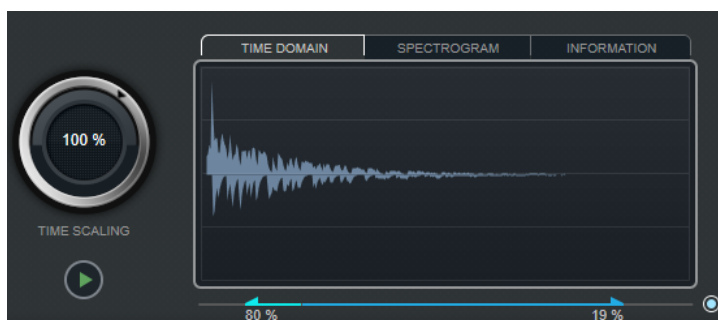 TIME DOMAIN
SPECTROGRAM
INFORMATION
100 %
TIME SCALING
80 %
19 %